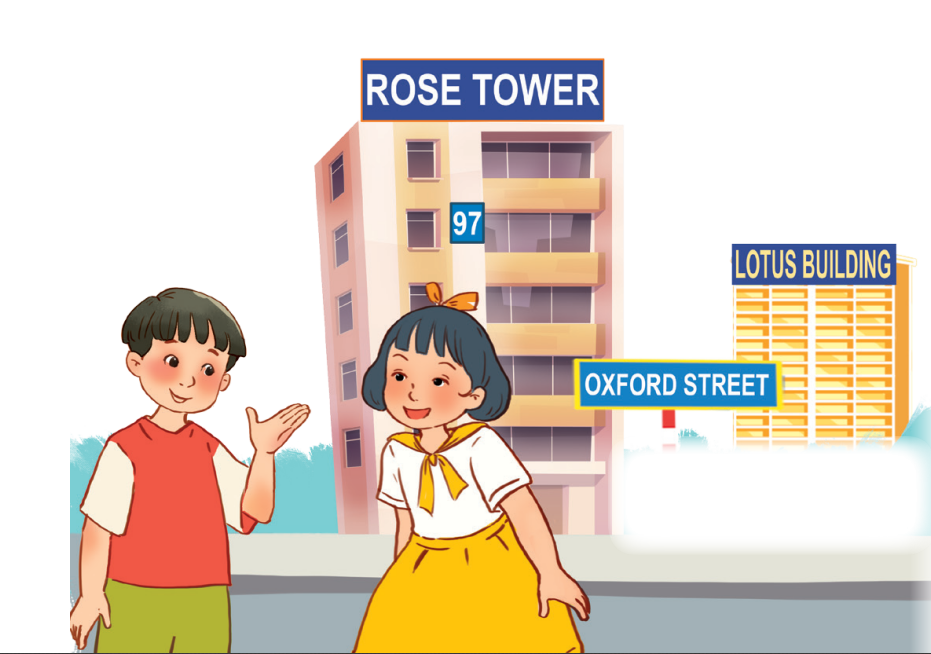 ROSE TOWER
97
LOTUS BUILDING
OXFORD STREET